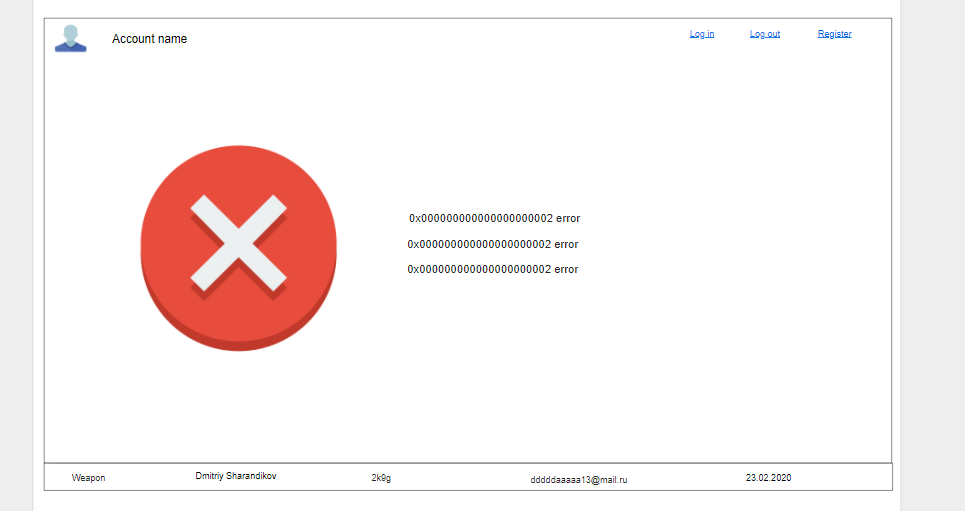 Account name
Log in
Log out
Register
0x000000000000000000002 error
0x000000000000000000002 error
0x000000000000000000002 error
Weapon
Dmitriy Sharandikov
2k9g
dddddaaaaa13@mail.ru
23.02.2020